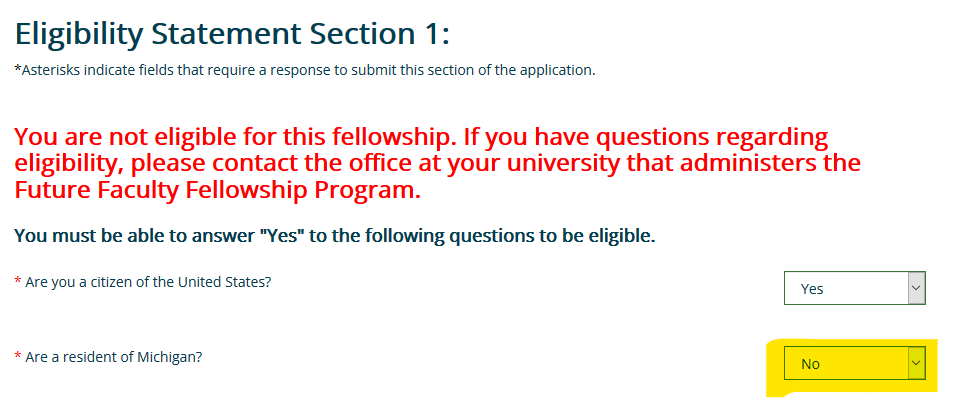 Eligibility Statement Section 1:
*Asterisks indicate fields that require a response to submit this section of the application.
You are not eligible for this fellowship. If you have questions regarding
eligibility, please contact the office at your university that administers the
Future Faculty Fellowship Program.
You must be able to answer "Yes" to the following questions to be eligible.
* Are you a citizen of the United States?
Yes
* Are a resident of Michigan?
No